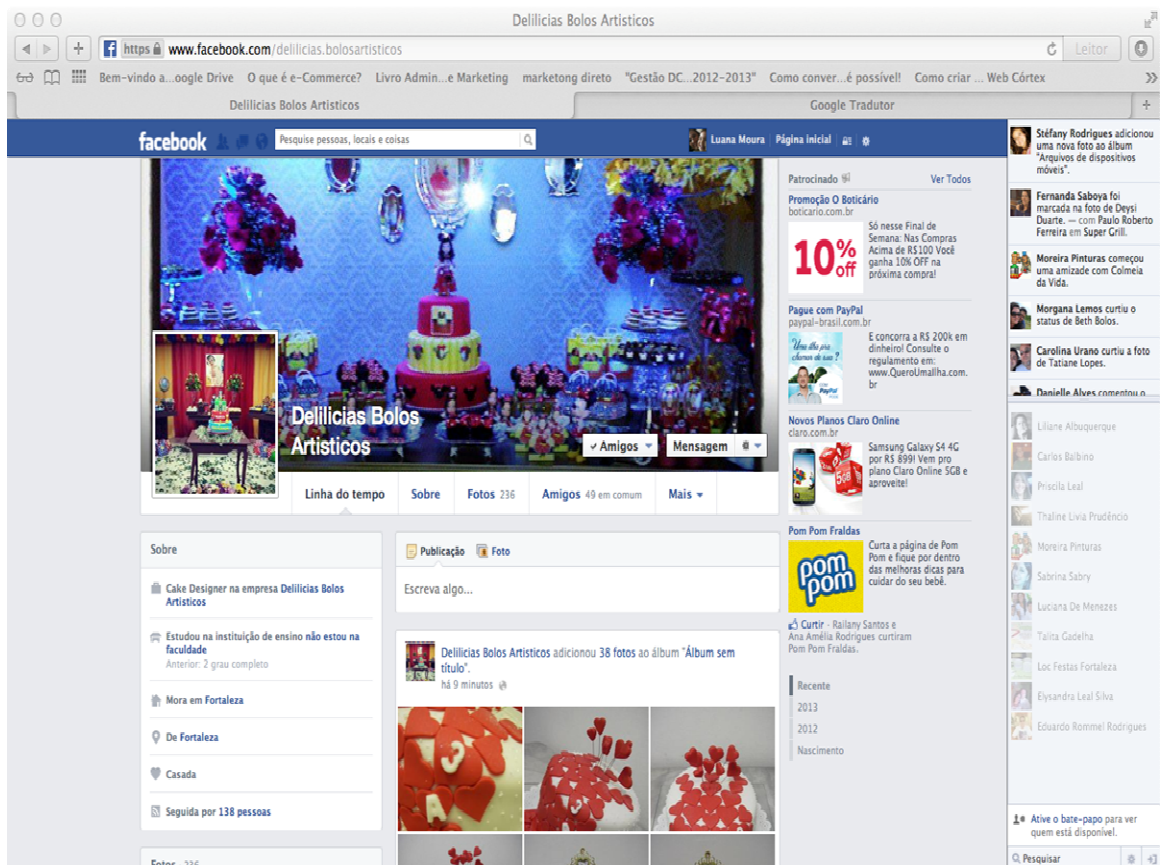 Delilicias Bolos Artisticos
https www.facebook.com/delilicias.bolosartisticos
Leitor
Bem-vindo a...oogle Drive O que é e-Commerce? Livro Admin...e Marketing marketong direto "Gestão DC...2012-2013" Como conver...é possível! Como criar ... Web Córtex
Delilicias Bolos Artisticos
Google Tradutor
facebook
Pesquise pessoas, locais e coisas
Luana Moura
Página inicial
Delilicias Bolos
Artisticos
Amigos
Mensagem
Linha do tempo
Sobre
Fotos 236
Amigos 49 em comum
Mais
Sobre
Cake Designer na empresa Delilicias Bolos
Artisticos
Estudou na instituição de ensino não estou na
faculdade
Anterior: 2 grau completo
Mora em Fortaleza
De Fortaleza
Casada
Seguida por 138 pessoas
Fotos 236
Publicação
Foto
Escreva algo...
Delilicias Bolos Artisticos adicionou 38 fotos ao álbum "Álbum sem
título".
há 9 minutos
Patrocinado
Ver Todos
Promoção O Boticário
boticario.com.br
10%
off
Só nesse Final de
Semana: Nas Compras
Acima de R$100 Você
ganha 10% OFF na
próxima compra!
Pague com PayPal
paypal-brasil.com.br
PayPal
E concorra a R$ 200k em
dinheiro! Consulte o
regulamento em:
www.QueroUmaIlha.com.
br
Novos Planos Claro Online
claro.com.br
5GB
Samsung Galaxy S4 4G
por R$ 899! Vem pro
plano Claro Online 5GB e
aproveite!
Pom Pom Fraldas
pom
pom
Curta a página de Pom
Pom e fique por dentro
das melhores dicas para
cuidar do seu bebê.
Curtir · Railany Santos e
Ana Amélia Rodrigues curtiram
Pom Pom Fraldas.
Recente
2013
2012
Nascimento
Stéfany Rodrigues adicionou
uma nova foto ao álbum
"Arquivos de dispositivos
móveis".
Fernanda Saboya foi
marcada na foto de Deysi
Duarte. — com Paulo Roberto
Ferreira em Super Grill.
Moreira Pinturas começou
uma amizade com Colmeia
da Vida.
Morgana Lemos curtiu o
status de Beth Bolos.
Carolina Urano curtiu a foto
de Tatiane Lopes.
Danielle Alves comentou o
Liliane Albuquerque
Carlos Balbino
Priscila Leal
Thaline Livia Prudêncio
Moreira Pinturas
Sabrina Sabry
Luciana De Menezes
Talita Gadelha
Loc Festas Fortaleza
Elysandra Leal Silva
Eduardo Rommel Rodrigues
Ative o bate-papo para ver
quem está disponível.
Pesquisar